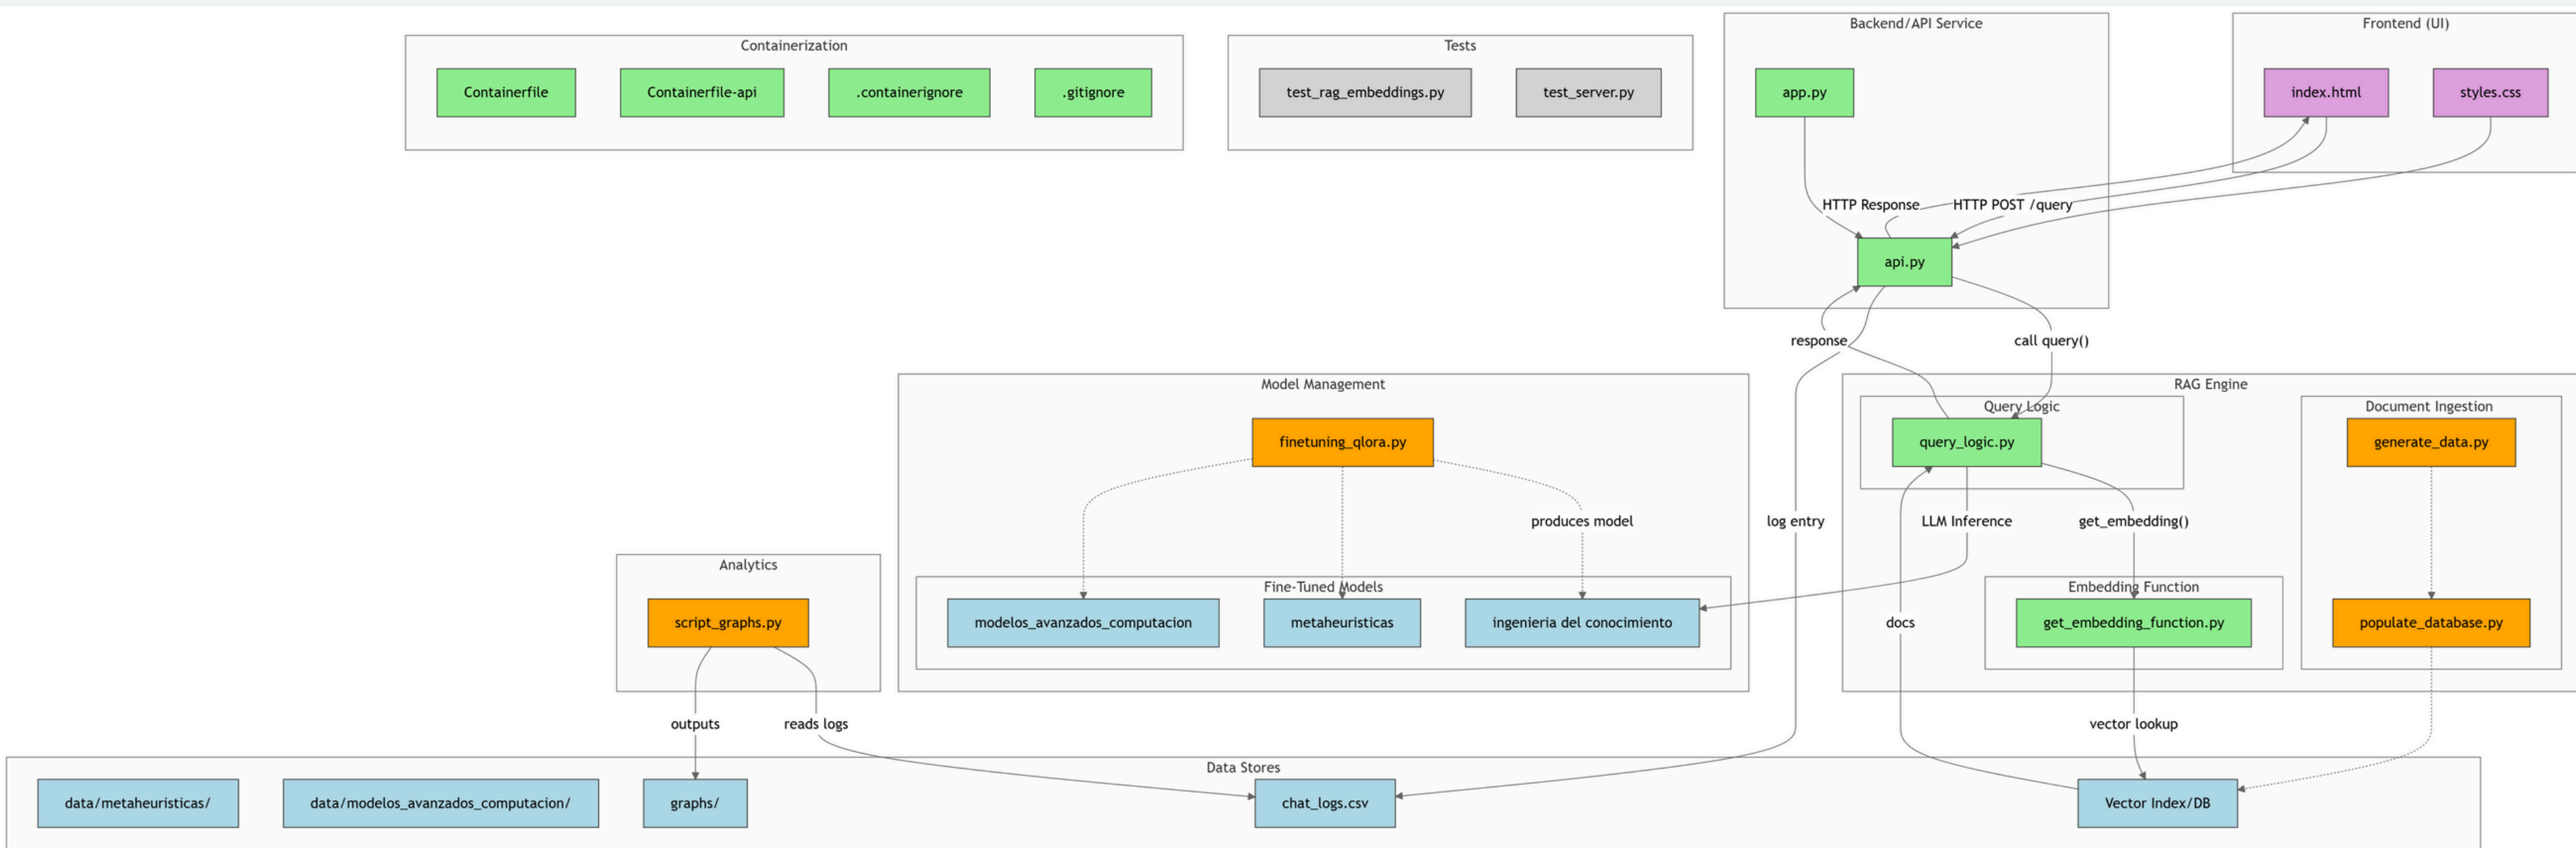 Backend/API Service
Frontend (UI)
Containerization
Tests
Containerfile
Containerfile-api
.containerignore
.gitignore
test_rag_embeddings.py
test_server.py
app.py
index.html
styles.css
HTTP Response
HTTP POST /query
api.py
response
call query()
Model Management
RAG Engine
Query Logic
Document Ingestion
finetuning_qlora.py
query_logic.py
generate_data.py
produces model
log entry
LLM Inference
get_embedding()
Analytics
Fine-Tuned Models
Embedding Function
script_graphs.py
modelos_avanzados_computacion
metaheuristicas
ingenieria del conocimiento
docs
get_embedding_function.py
populate_database.py
outputs
reads logs
vector lookup
Data Stores
data/metaheuristicas/
data/modelos_avanzados_computacion/
graphs/
chat_logs.csv
Vector Index/DB